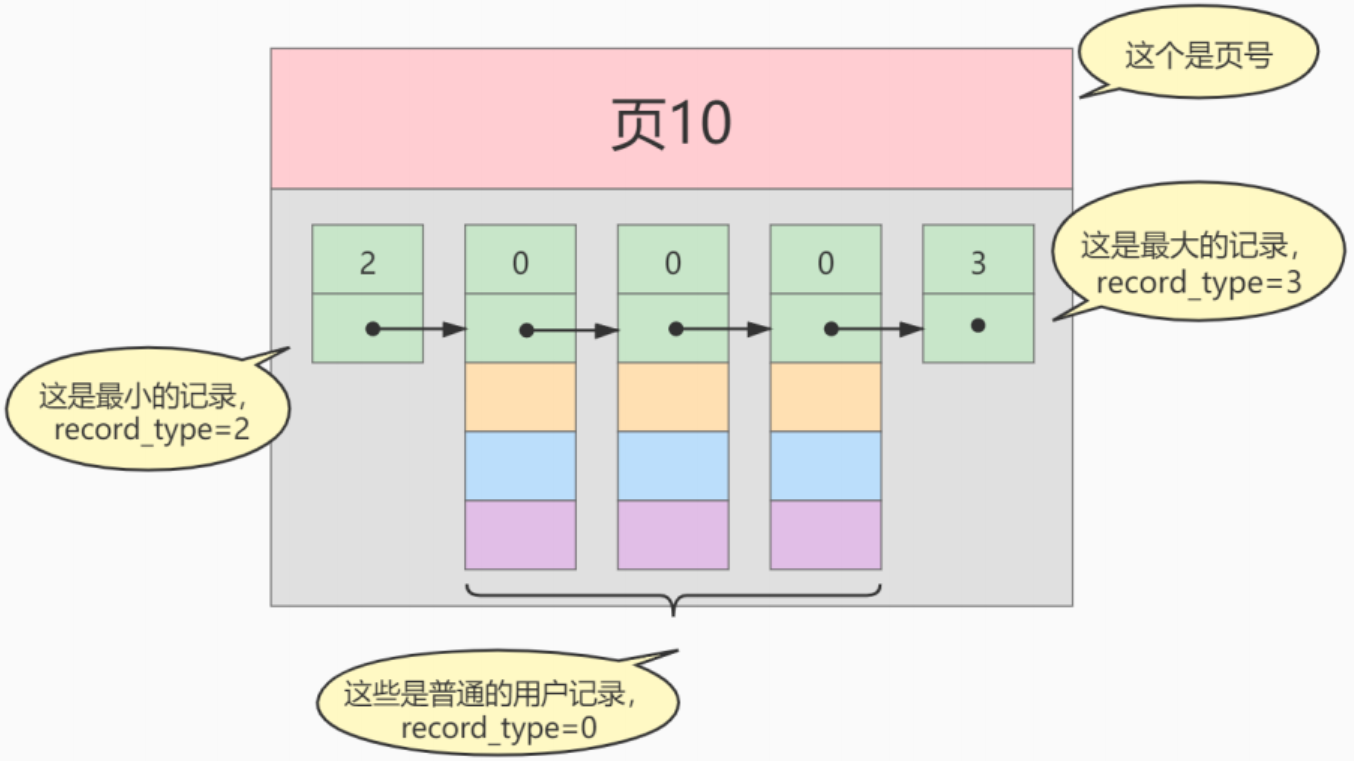 这个是页号
页10
2 0 0 0 3
这是最大的记录，
record_type=3
这是最小的记录，
record_type=2
这些是普通的用户记录，
record_type=0